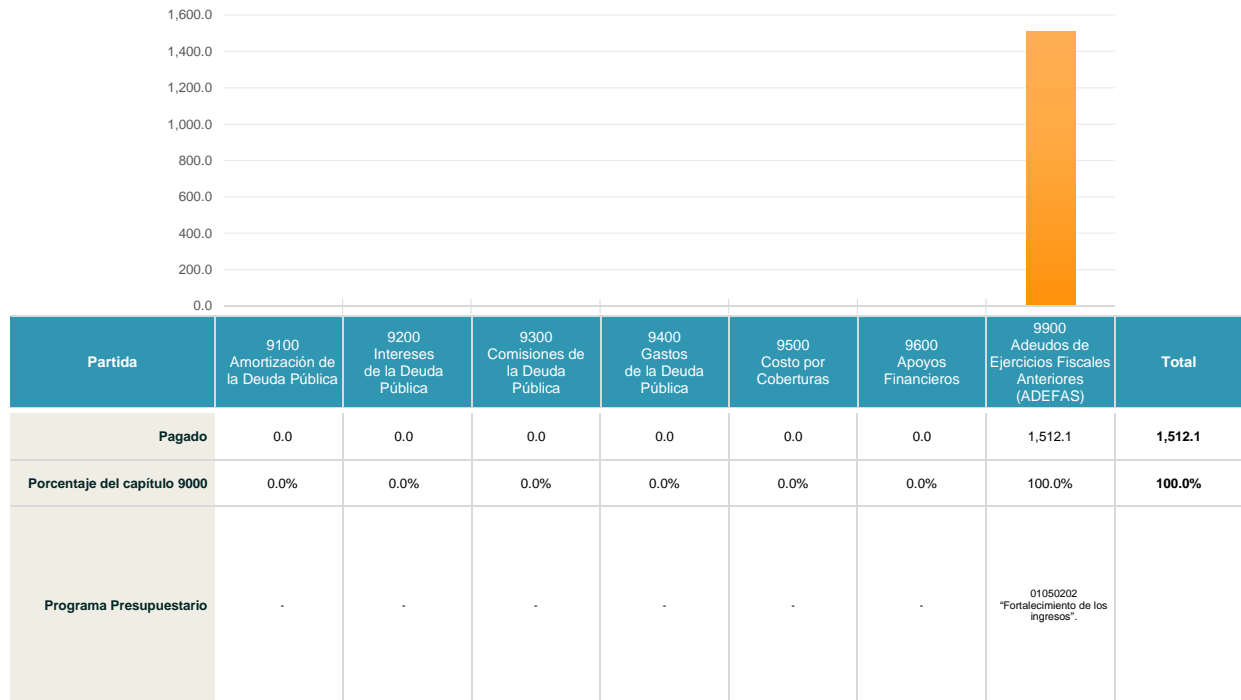 1,600.0
1,400.0
1,200.0
1,000.0
800.0
600.0
400.0
200.0
0.0
Partida
9100
Amortización de
la Deuda Pública
9200
Intereses
de la Deuda
Pública
9300
Comisiones de
la Deuda
Pública
9400
Gastos
de la Deuda
Pública
9500
Costo por
Coberturas
9600
Apoyos
Financieros
9900
Adeudos de
Ejercicios Fiscales
Anteriores
(ADEFAS)
Total
Pagado 0.0 0.0 0.0 0.0 0.0 0.0 1,512.1 1,512.1
Porcentaje del capítulo 9000 0.0% 0.0% 0.0% 0.0% 0.0% 0.0% 100.0% 100.0%
Programa Presupuestario - - - - - -
01050202
"Fortalecimiento de los
ingresos".